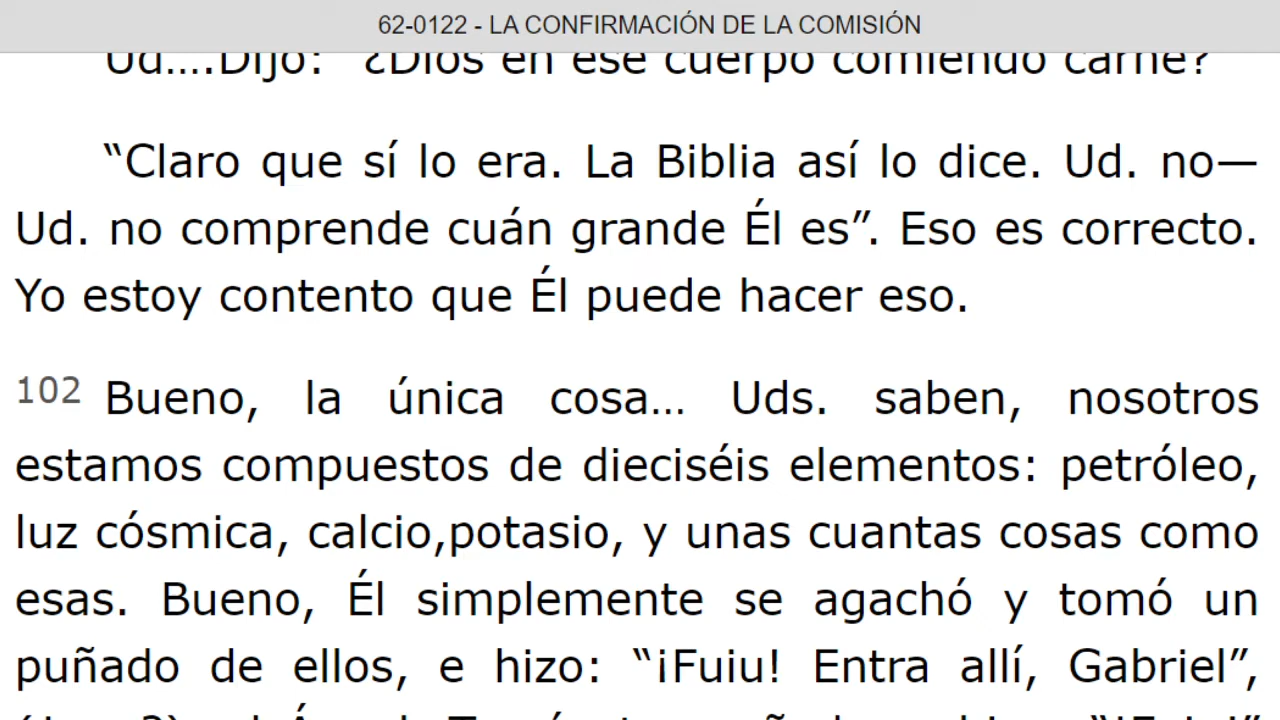 62-0122 - LA CONFIRMACIÓN DE LA COMISIÓN
Ud....Dijo: “¿Dios en ese cuerpo comiendo carne?
“Claro que sí lo era. La Biblia así lo dice. Ud. no—
Ud. no comprende cuán grande Él es”. Eso es correcto.
Yo estoy contento que Él puede hacer eso.
102 Bueno, la única cosa... Uds. saben, nosotros
estamos compuestos de dieciséis elementos: petróleo,
luz cósmica, calcio,potasio, y unas cuantas cosas como
esas. Bueno, Él simplemente se agachó y tomó un
puñado de ellos, e hizo: “¡Fuiu! Entra allí, Gabriel”,